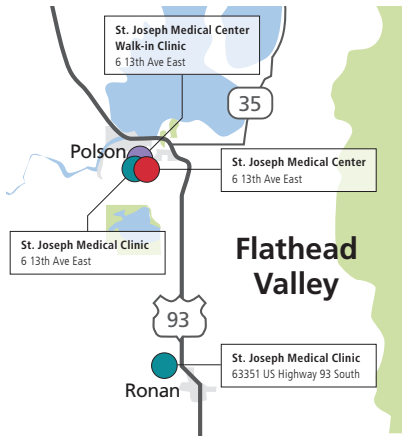 St. Joseph Medical Center
Walk-in Clinic
6 13th Ave East
35
Polson
St. Joseph Medical Center
6 13th Ave East
St. Joseph Medical Clinic
6 13th Ave East
Flathead
Valley
93
St. Joseph Medical Clinic
63351 US Highway 93 South
Ronan